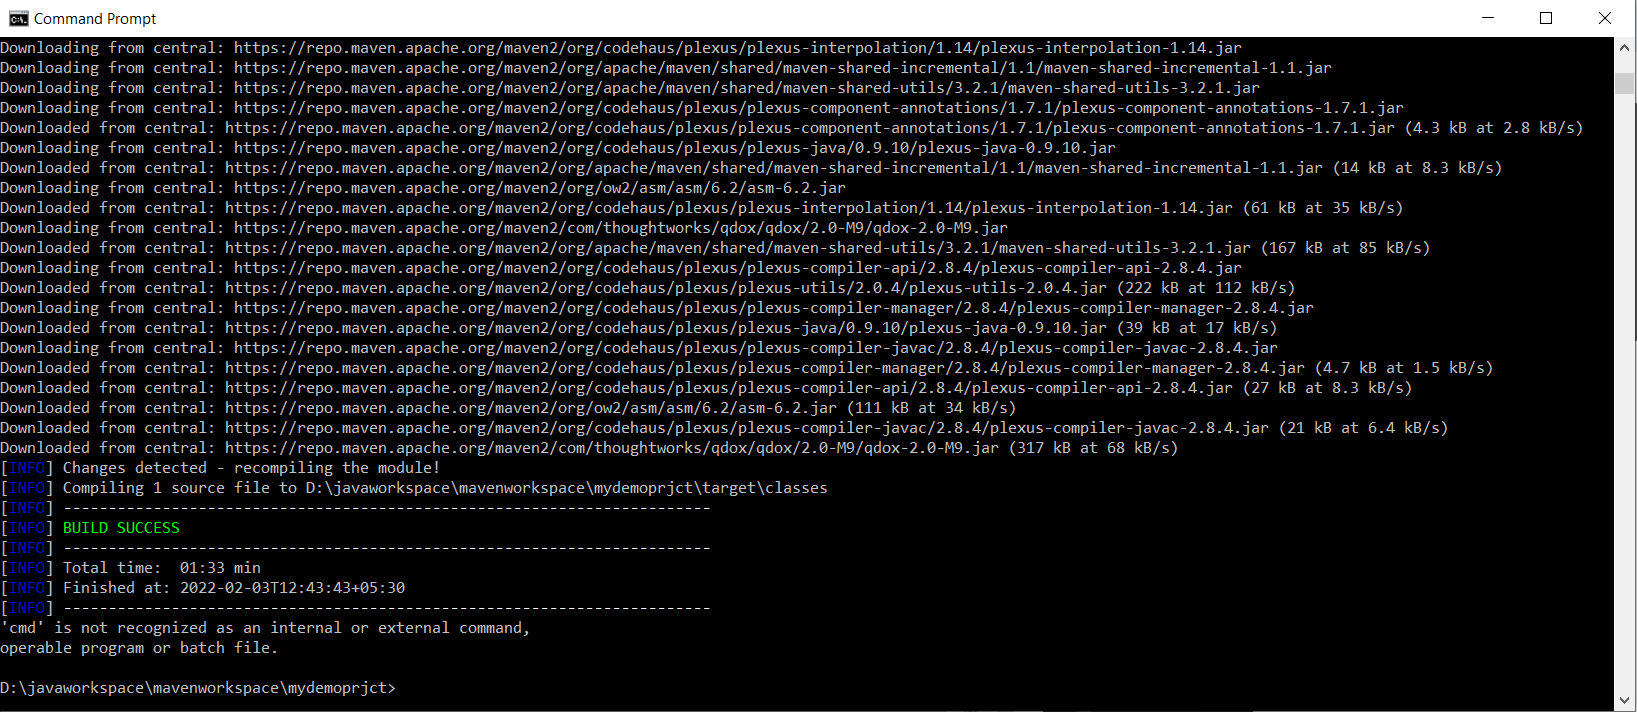 Command Prompt
Downloading from central: https://repo.maven.apache.org/maven2/org/codehaus/plexus/plexus-interpolation/1.14/plexus-interpolation-1.14.jar
Downloading from central: https://repo.maven.apache.org/maven2/org/apache/maven/shared/maven-shared-incremental/1.1/maven-shared-incremental-1.1.jar
Downloading from central: https://repo.maven.apache.org/maven2/org/apache/maven/shared/maven-shared-utils/3.2.1/maven-shared-utils-3.2.1.jar
Downloading from central: https://repo.maven.apache.org/maven2/org/codehaus/plexus/plexus-component-annotations/1.7.1/plexus-component-annotations-1.7.1.jar
Downloaded from central: https://repo.maven.apache.org/maven2/org/codehaus/plexus/plexus-component-annotations/1.7.1/plexus-component-annotations-1.7.1.jar (4.3 kB at 2.8 kB/s)
Downloading from central: https://repo.maven.apache.org/maven2/org/codehaus/plexus/plexus-java/0.9.10/plexus-java-0.9.10.jar
Downloaded from central: https://repo.maven.apache.org/maven2/org/apache/maven/shared/maven-shared-incremental/1.1/maven-shared-incremental-1.1.jar (14 kB at 8.3 kB/s)
Downloading from central: https://repo.maven.apache.org/maven2/org/ow2/asm/asm/6.2/asm-6.2.jar
Downloaded from central: https://repo.maven.apache.org/maven2/org/codehaus/plexus/plexus-interpolation/1.14/plexus-interpolation-1.14.jar (61 kB at 35 kB/s)
Downloading from central: https://repo.maven.apache.org/maven2/com/thoughtworks/qdox/qdox/2.0-M9/qdox-2.0-M9.jar
Downloaded from central: https://repo.maven.apache.org/maven2/org/apache/maven/shared/maven-shared-utils/3.2.1/maven-shared-utils-3.2.1.jar (167 kB at 85 kB/s)
Downloading from central: https://repo.maven.apache.org/maven2/org/codehaus/plexus/plexus-compiler-api/2.8.4/plexus-compiler-api-2.8.4.jar
Downloaded from central: https://repo.maven.apache.org/maven2/org/codehaus/plexus/plexus-utils/2.0.4/plexus-utils-2.0.4.jar (222 kB at 112 kB/s)
Downloading from central: https://repo.maven.apache.org/maven2/org/codehaus/plexus/plexus-compiler-manager/2.8.4/plexus-compiler-manager-2.8.4.jar
Downloaded from central: https://repo.maven.apache.org/maven2/org/codehaus/plexus/plexus-java/0.9.10/plexus-java-0.9.10.jar (39 kB at 17 kB/s)
Downloading from central: https://repo.maven.apache.org/maven2/org/codehaus/plexus/plexus-compiler-javac/2.8.4/plexus-compiler-javac-2.8.4.jar
Downloaded from central: https://repo.maven.apache.org/maven2/org/codehaus/plexus/plexus-compiler-manager/2.8.4/plexus-compiler-manager-2.8.4.jar (4.7 kB at 1.5 kB/s)
Downloaded from central: https://repo.maven.apache.org/maven2/org/codehaus/plexus/plexus-compiler-api/2.8.4/plexus-compiler-api-2.8.4.jar (27 kB at 8.3 kB/s)
Downloaded from central: https://repo.maven.apache.org/maven2/org/ow2/asm/asm/6.2/asm-6.2.jar (111 kB at 34 kB/s)
Downloaded from central: https://repo.maven.apache.org/maven2/org/codehaus/plexus/plexus-compiler-javac/2.8.4/plexus-compiler-javac-2.8.4.jar (21 kB at 6.4 kB/s)
Downloaded from central: https://repo.maven.apache.org/maven2/com/thoughtworks/qdox/qdox/2.0-M9/qdox-2.0-M9.jar (317 kB at 68 kB/s)
[INFO] Changes detected - recompiling the module!
[INFO] Compiling 1 source file to D:\javaworkspace\mavenworkspace\mydemoprjct\target\classes
[INFO] ------------------------------------------------------------------------
[INFO] BUILD SUCCESS
[INFO] ------------------------------------------------------------------------
[INFO] Total time:  01:33 min
[INFO] Finished at: 2022-02-03T12:43:43+05:30
[INFO] ------------------------------------------------------------------------
'cmd' is not recognized as an internal or external command,
operable program or batch file.
D:\javaworkspace\mavenworkspace\mydemoprjct>